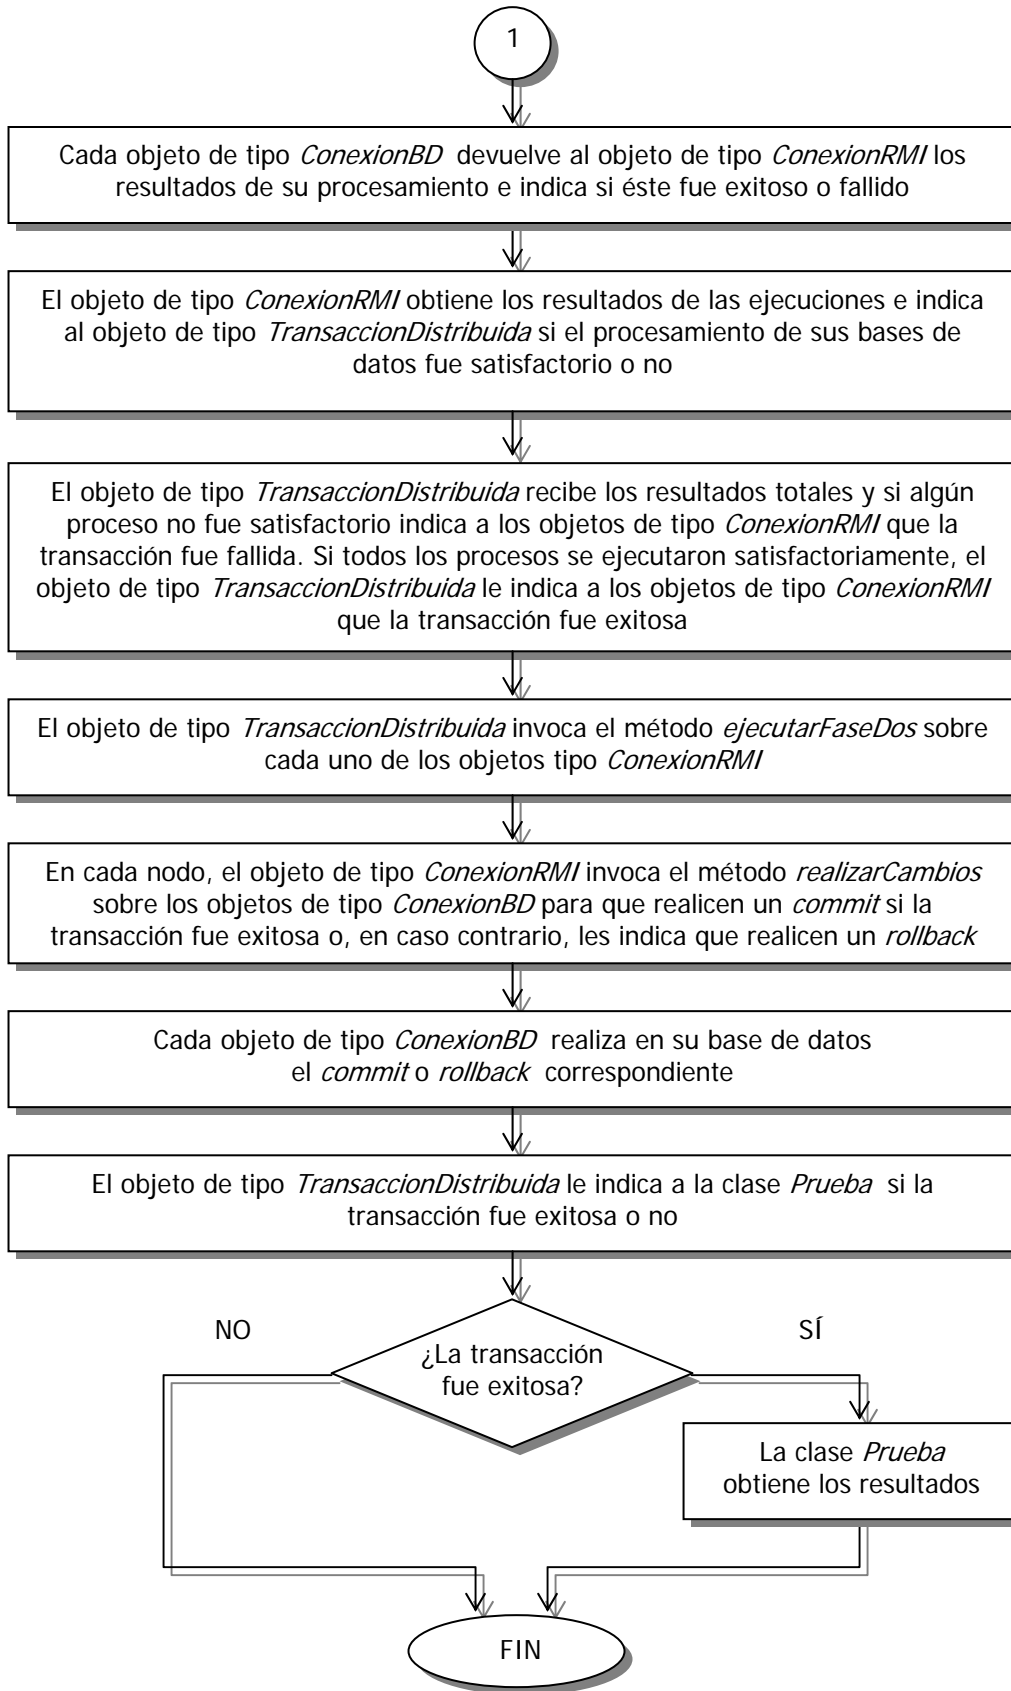 1
Cada objeto de tipo ConexionBD devuelve al objeto de tipo ConexionRMI los
resultados de su procesamiento e indica si éste fue exitoso o fallido
El objeto de tipo ConexionRMI obtiene los resultados de las ejecuciones e indica
al objeto de tipo TransaccionDistribuida si el procesamiento de sus bases de
datos fue satisfactorio o no
El objeto de tipo TransaccionDistribuida recibe los resultados totales y si algún
proceso no fue satisfactorio indica a los objetos de tipo ConexionRMI que la
transacción fue fallida. Si todos los procesos se ejecutaron satisfactoriamente, el
objeto de tipo TransaccionDistribuida le indica a los objetos de tipo ConexionRMI
que la transacción fue exitosa
El objeto de tipo TransaccionDistribuida invoca el método ejecutarFaseDos sobre
cada uno de los objetos tipo ConexionRMI
En cada nodo, el objeto de tipo ConexionRMI invoca el método realizarCambios
sobre los objetos de tipo ConexionBD para que realicen un commit si la
transacción fue exitosa o, en caso contrario, les indica que realicen un rollback
Cada objeto de tipo ConexionBD realiza en su base de datos
el commit o rollback correspondiente
El objeto de tipo TransaccionDistribuida le indica a la clase Prueba si la
transacción fue exitosa o no
NO
SÍ
¿La transacción
fue exitosa?
La clase Prueba
obtiene los resultados
FIN